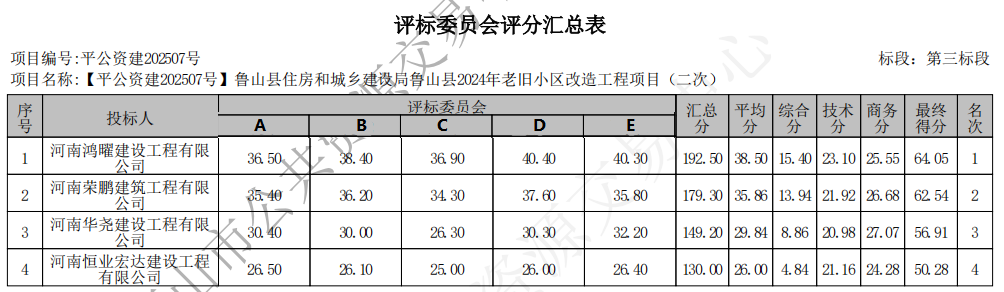 评标委员会评分汇总表
项目编号:平公资建202507号 标段：第三标段
项目名称:【平公资建202507号】鲁山县住房和城乡建设局鲁山县2024年老旧小区改造工程项目（二次）
序号 投标人 评标委员会 汇总分 平均分 综合分 技术分 商务分 最终得分 名次
A B C D E
1 河南鸿曜建设工程有限公司 36.50 38.40 36.90 40.40 40.30 192.50 38.50 15.40 23.10 25.55 64.05 1
2 河南荣鹏建筑工程有限公司 35.40 36.20 34.30 37.60 35.80 179.30 35.86 13.94 21.92 26.68 62.54 2
3 河南华尧建设工程有限公司 30.40 30.00 26.30 30.30 32.20 149.20 29.84 8.86 20.98 27.07 56.91 3
4 河南恒业宏达建设工程有限公司 26.50 26.10 25.00 26.00 26.40 130.00 26.00 4.84 21.16 24.28 50.28 4